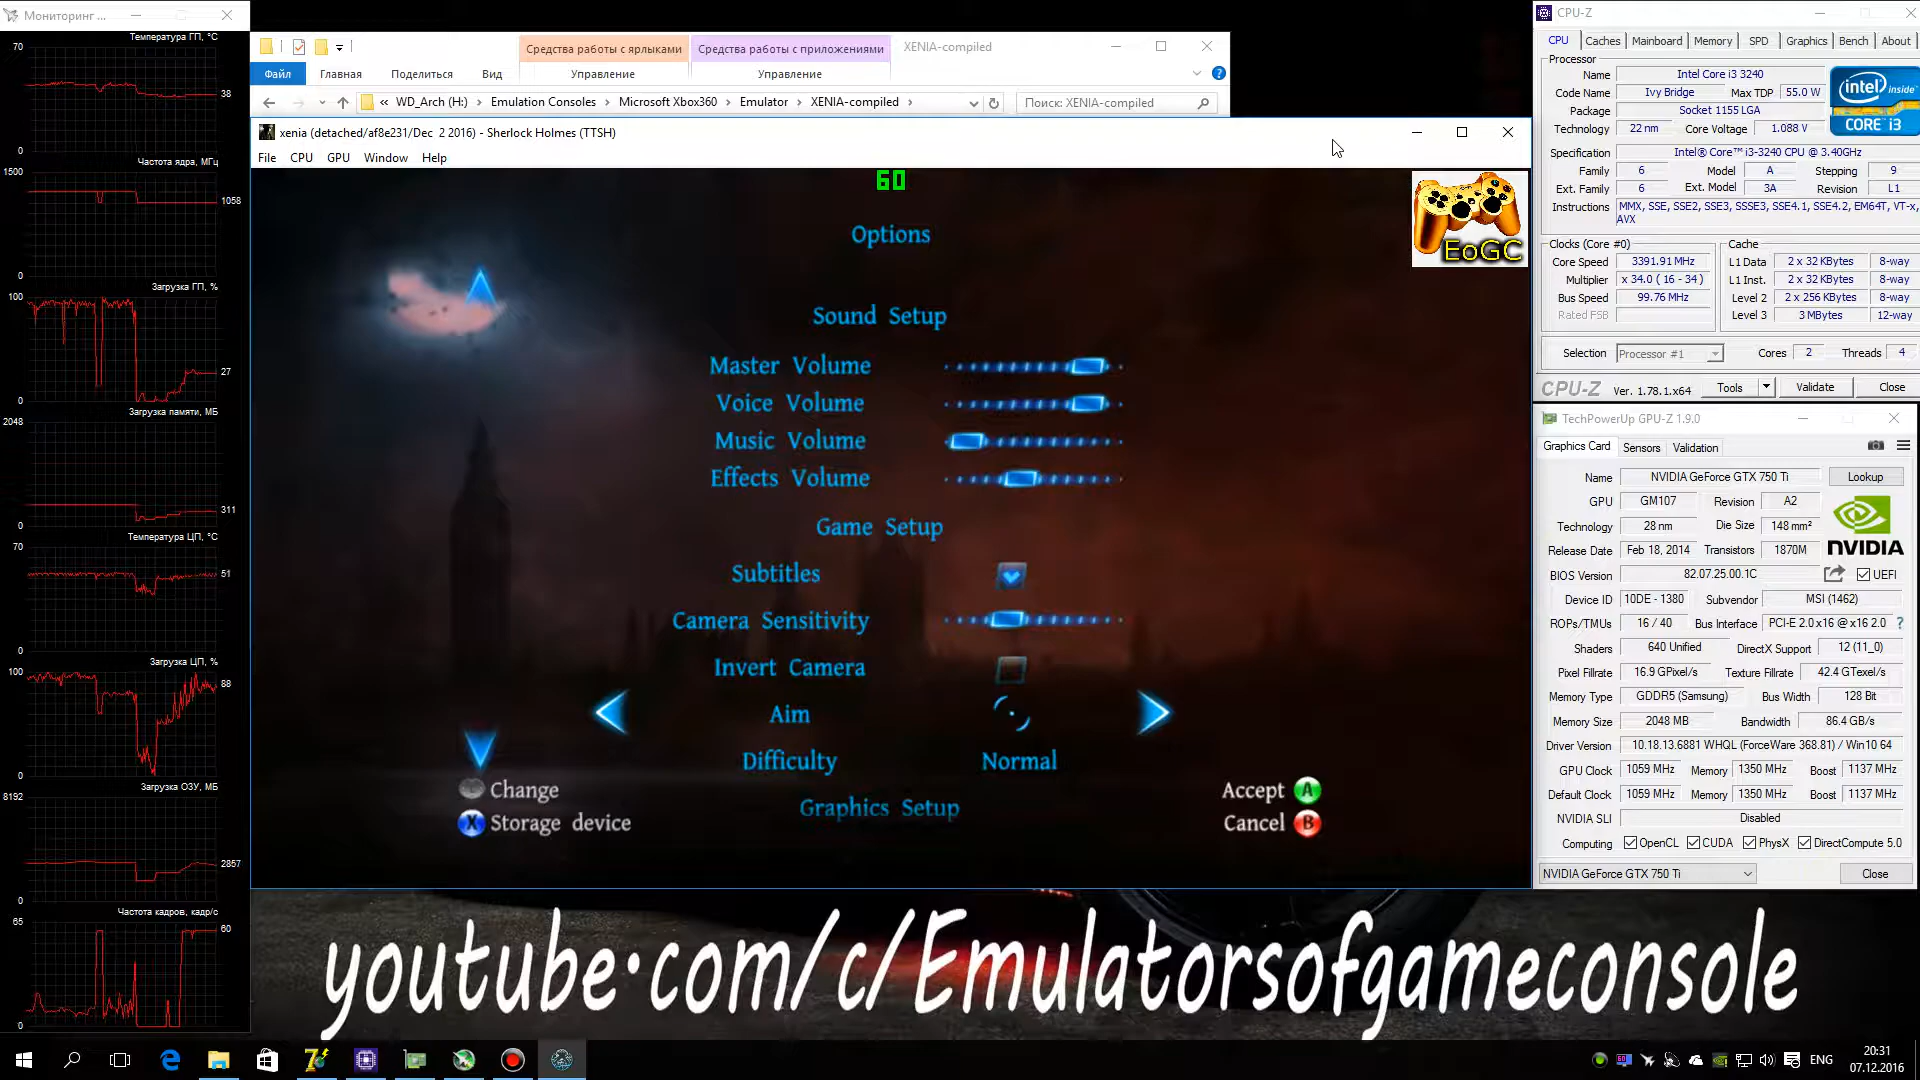 Мониторинг ...
Температура ГП, °C
70
38
0
Частота ядра, МГц
1500
1058
0
Загрузка ГП, %
100
27
0
Загрузка памяти, МБ
2048
311
0
Температура ЦП, °C
70
51
0
Загрузка ЦП, %
100
88
0
Загрузка ОЗУ, МБ
8192
2857
0
Частота кадров, кадр/с
65
60
0
Средства работы с ярлыками
Средства работы с приложениями
XENIA-compiled
Файл
Главная
Поделиться
Вид
Управление
Управление
« WD_Arch (H:) › Emulation Consoles › Microsoft Xbox360 › Emulator › XENIA-compiled ›
Поиск: XENIA-compiled
xenia (detached/af8e231/Dec 2 2016) - Sherlock Holmes (TTSH)
File CPU GPU Window Help
60
EoGC
Options
Sound Setup
Master Volume
Voice Volume
Music Volume
Effects Volume
Game Setup
Subtitles
Camera Sensitivity
Invert Camera
Aim
Difficulty Normal
Graphics Setup
Change
X Storage device
Accept A
Cancel B
youtube.com/c/Emulatorsofgameconsole
CPU-Z
CPU Caches Mainboard Memory SPD Graphics Bench About
Processor
Name Intel Core i3 3240
Code Name Ivy Bridge Max TDP 55.0 W
Package Socket 1155 LGA
Technology 22 nm Core Voltage 1.088 V
intel inside™
CORE i3
Specification Intel® Core™ i3-3240 CPU @ 3.40GHz
Family 6 Model A Stepping 9
Ext. Family 6 Ext. Model 3A Revision L1
Instructions MMX, SSE, SSE2, SSE3, SSSE3, SSE4.1, SSE4.2, EM64T, VT-x,
AVX
Clocks (Core #0)
Core Speed 3391.91 MHz
Multiplier x 34.0 ( 16 - 34 )
Bus Speed 99.76 MHz
Rated FSB
Cache
L1 Data 2 x 32 KBytes 8-way
L1 Inst. 2 x 32 KBytes 8-way
Level 2 2 x 256 KBytes 8-way
Level 3 3 MBytes 12-way
Selection Processor #1 Cores 2 Threads 4
CPU-Z Ver. 1.78.1.x64 Tools Validate Close
TechPowerUp GPU-Z 1.9.0
Graphics Card Sensors Validation
Name NVIDIA GeForce GTX 750 Ti Lookup
GPU GM107 Revision A2
Technology 28 nm Die Size 148 mm²
Release Date Feb 18, 2014 Transistors 1870M
NVIDIA
BIOS Version 82.07.25.00.1C UEFI
Device ID 10DE - 1380 Subvendor MSI (1462)
ROPs/TMUs 16 / 40 Bus Interface PCI-E 2.0 x16 @ x16 2.0 ?
Shaders 640 Unified DirectX Support 12 (11_0)
Pixel Fillrate 16.9 GPixel/s Texture Fillrate 42.4 GTexel/s
Memory Type GDDR5 (Samsung) Bus Width 128 Bit
Memory Size 2048 MB Bandwidth 86.4 GB/s
Driver Version 10.18.13.6881 WHQL (ForceWare 368.81) / Win10 64
GPU Clock 1059 MHz Memory 1350 MHz Boost 1137 MHz
Default Clock 1059 MHz Memory 1350 MHz Boost 1137 MHz
NVIDIA SLI Disabled
Computing OpenCL CUDA PhysX DirectCompute 5.0
NVIDIA GeForce GTX 750 Ti Close
ENG
20:31
07.12.2016